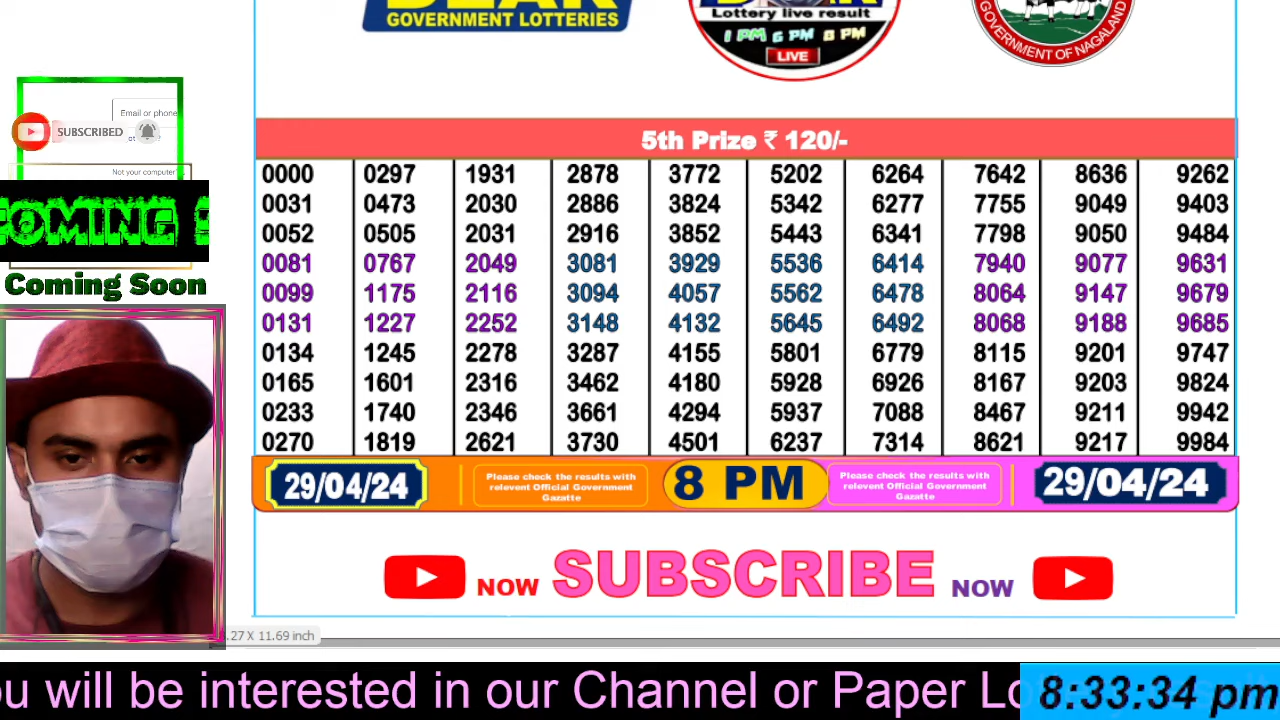 DEAR
GOVERNMENT LOTTERIES
Lottery live result
1 PM 6 PM 8 PM
LIVE
GOVERNMENT OF NAGALAND
Email or phone
SUBSCRIBED
Not your computer?
COMING
Coming Soon
5th Prize ₹ 120/-
0000 0297 1931 2878 3772 5202 6264 7642 8636 9262
0031 0473 2030 2886 3824 5342 6277 7755 9049 9403
0052 0505 2031 2916 3852 5443 6341 7798 9050 9484
0081 0767 2049 3081 3929 5536 6414 7940 9077 9631
0099 1175 2116 3094 4057 5562 6478 8064 9147 9679
0131 1227 2252 3148 4132 5645 6492 8068 9188 9685
0134 1245 2278 3287 4155 5801 6779 8115 9201 9747
0165 1601 2316 3462 4180 5928 6926 8167 9203 9824
0233 1740 2346 3661 4294 5937 7088 8467 9211 9942
0270 1819 2621 3730 4501 6237 7314 8621 9217 9984
29/04/24
Please check the results with
relevent Official Government
Gazatte
8 PM
Please check the results with
relevent Official Government
Gazatte
29/04/24
NOW SUBSCRIBE NOW
.27 X 11.69 inch
ou will be interested in our Channel or Paper Lo
8:33:34 pm